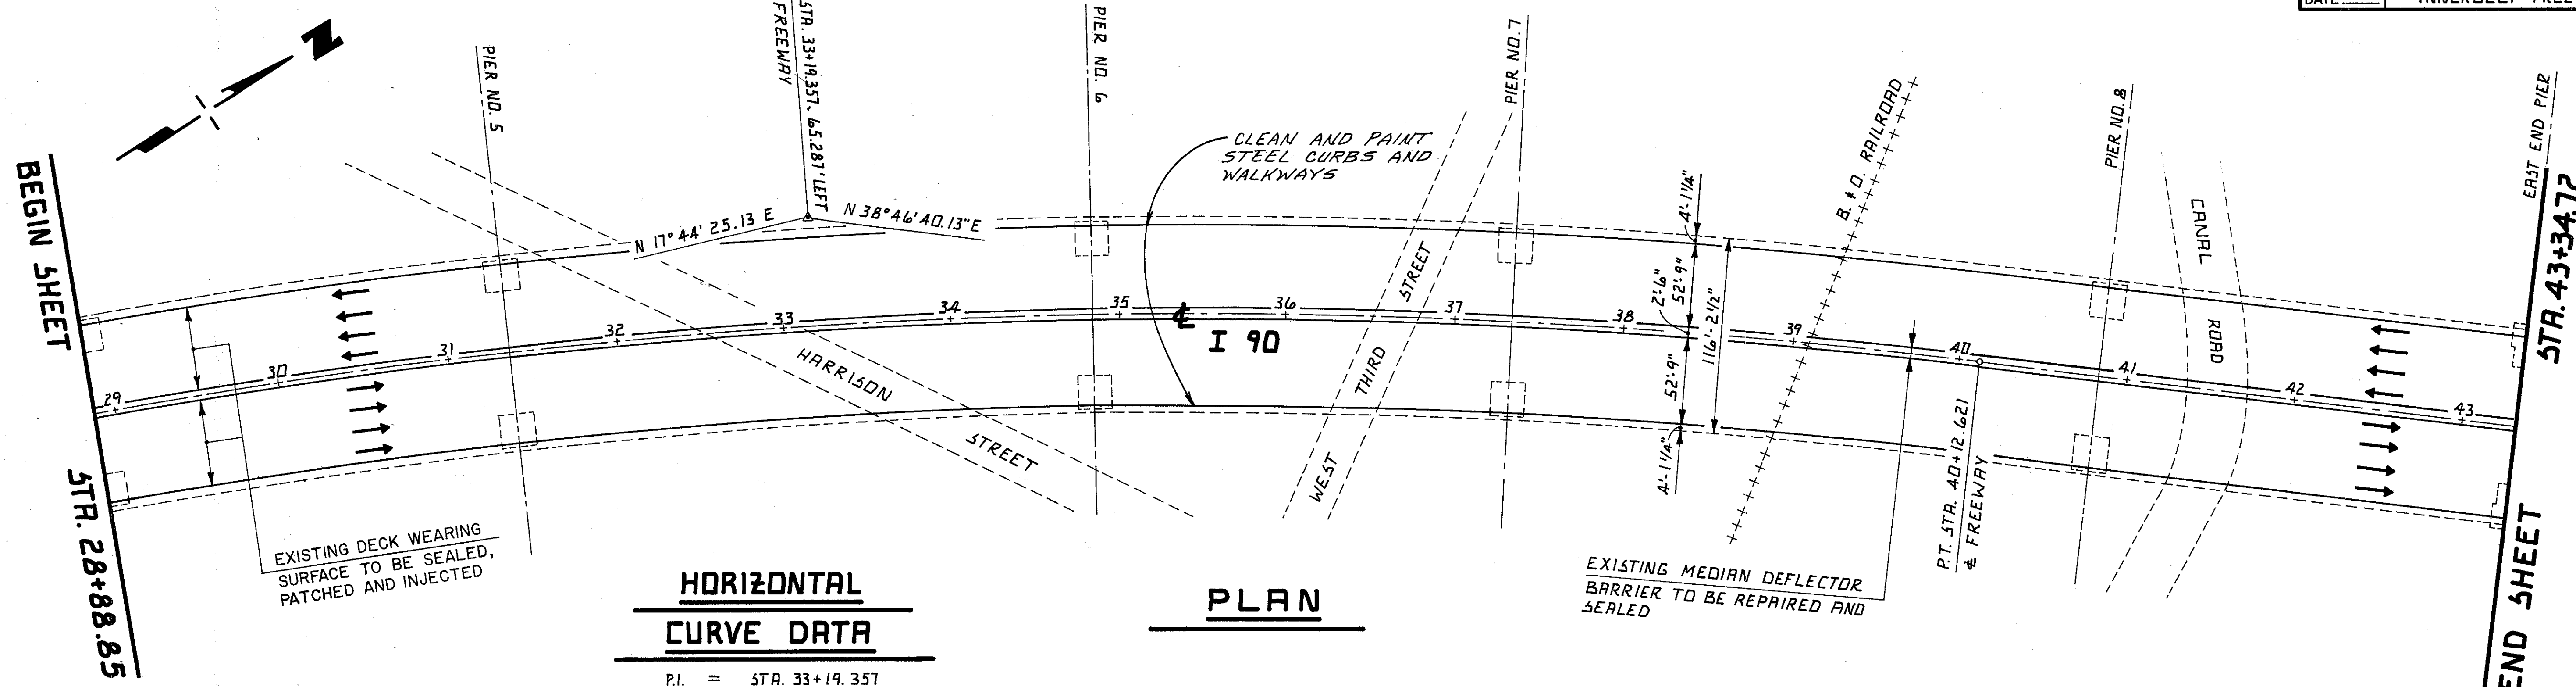 N
BEGIN SHEET
STA. 28+88.85
PIER NO. 5
STA. 33+19.357 - 65.287' LEFT
FREEWAY
PIER NO. 6
PIER NO. 7
B. & O. RAILROAD
PIER NO. 8
EAST END PIER
STA. 43+34.72
END SHEET
CLEAN AND PAINT
STEEL CURBS AND
WALKWAYS
N 17° 44' 25.13 E
N 38° 46' 40.13" E
29
30
31
32
33
34
35
36
37
38
39
40
41
42
43
℄
I 90
HARRISON
STREET
WEST THIRD STREET
4'-1 1/4"
52'-9"
2'-6"
116'-2 1/2"
52'-9"
4'-1 1/4"
CANAL
ROAD
P.T. STA. 40+12.621
℄ FREEWAY
EXISTING DECK WEARING
SURFACE TO BE SEALED,
PATCHED AND INJECTED
EXISTING MEDIAN DEFLECTOR
BARRIER TO BE REPAIRED AND
SEALED
HORIZONTAL
CURVE DATA
P.I. = STA. 33+19.357
PLAN